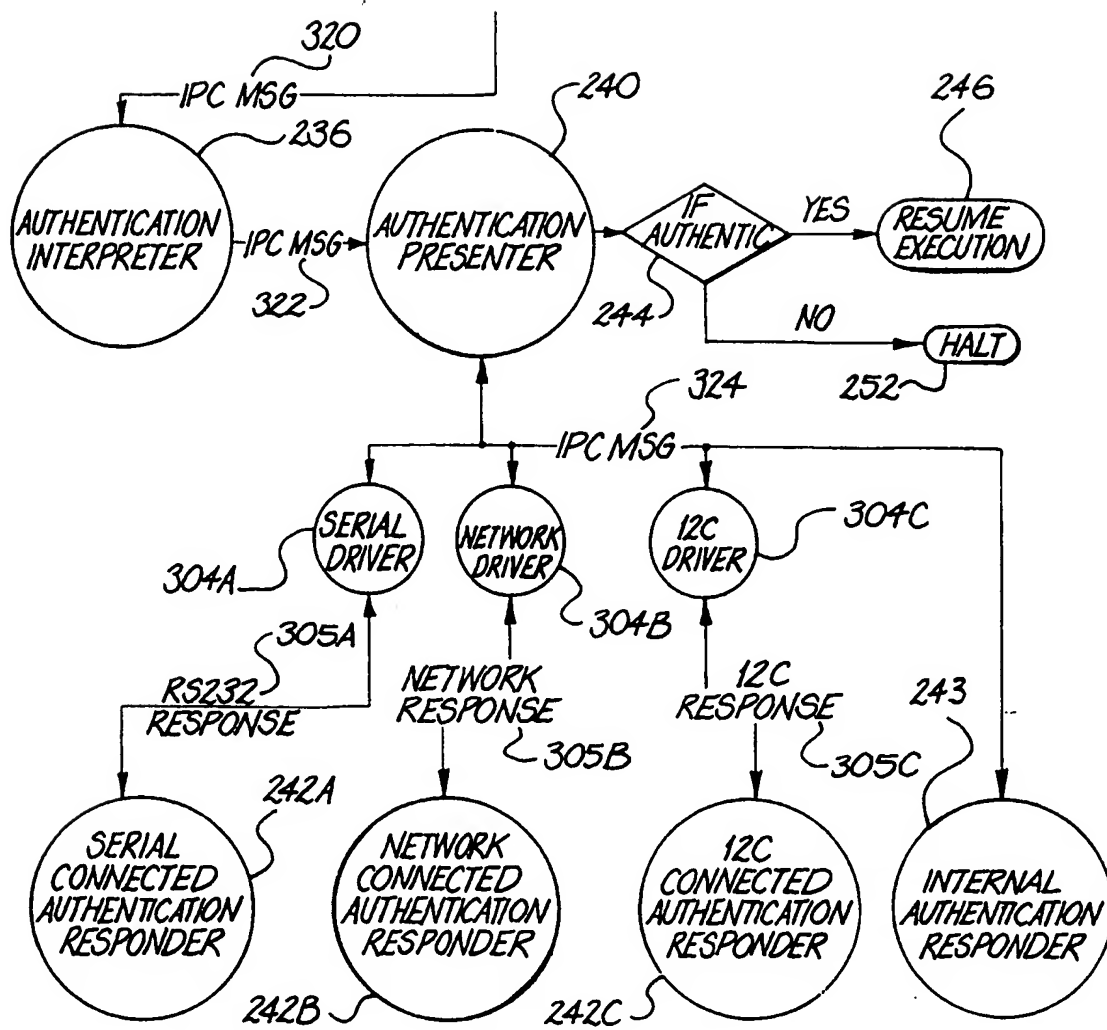 320
IPC MSG
236
AUTHENTICATION
INTERPRETER
IPC MSG
322
240
AUTHENTICATION
PRESENTER
IF
AUTHENTIC
244
YES
246
RESUME
EXECUTION
NO
HALT
252
324
IPC MSG
SERIAL
DRIVER
304A
NETWORK
DRIVER
304B
12C
DRIVER
304C
305A
RS232
RESPONSE
NETWORK
RESPONSE
305B
12C
RESPONSE
305C
243
242A
SERIAL
CONNECTED
AUTHENTICATION
RESPONDER
NETWORK
CONNECTED
AUTHENTICATION
RESPONDER
242B
12C
CONNECTED
AUTHENTICATION
RESPONDER
242C
INTERNAL
AUTHENTICATION
RESPONDER